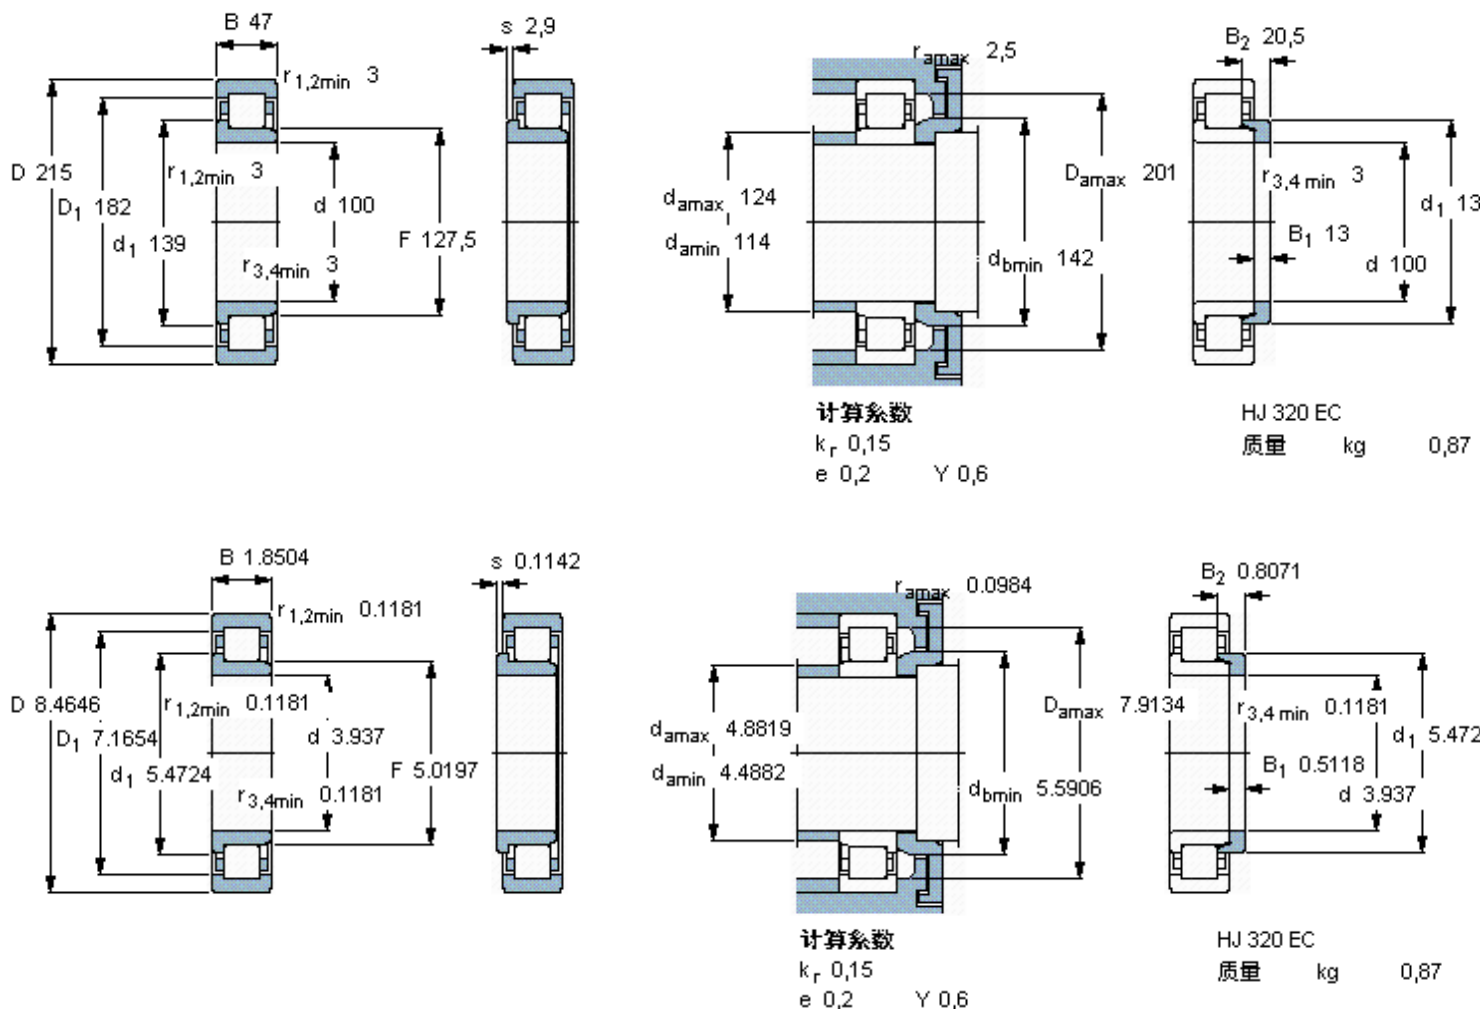 B 47
s 2,9
r1,2min 3
ramax 2,5
B2 20,5
D 215
D1 182
d1 139
r1,2min 3
d 100
r3,4min 3
F 127,5
damax 124
damin 114
Damax 201
dbmin 142
r3,4 min 3
B1 13
d1 13
d 100
计算系数
kr 0,15
e 0,2 Y 0,6
HJ 320 EC
质量 kg 0,87
B 1.8504
s 0.1142
r1,2min 0.1181
ramax 0.0984
B2 0.8071
D 8.4646
D1 7.1654
d1 5.4724
r1,2min 0.1181
d 3.937
r3,4min 0.1181
F 5.0197
damax 4.8819
damin 4.4882
Damax 7.9134
dbmin 5.5906
r3,4 min 0.1181
B1 0.5118
d1 5.472
d 3.937
计算系数
kr 0,15
e 0,2 Y 0,6
HJ 320 EC
质量 kg 0,87